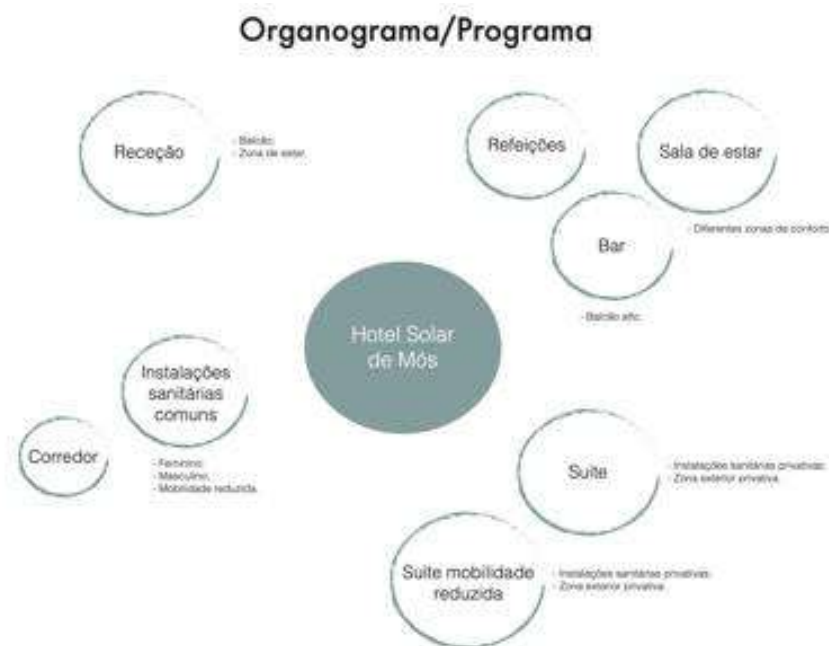 Organograma/Programa
Receção
- Balcão;
- Zona de estar.
Refeições
Sala de estar
- Diferentes zonas de conforto
Bar
- Balcão alto.
Hotel Solar
de Mós
Instalações
sanitárias
comuns
- Feminino;
- Masculino;
- Mobilidade reduzida.
Corredor
Suite
- Instalações sanitárias privativas;
- Zona exterior privativa.
Suite mobilidade
reduzida
- Instalações sanitárias privativas;
- Zona exterior privativa.